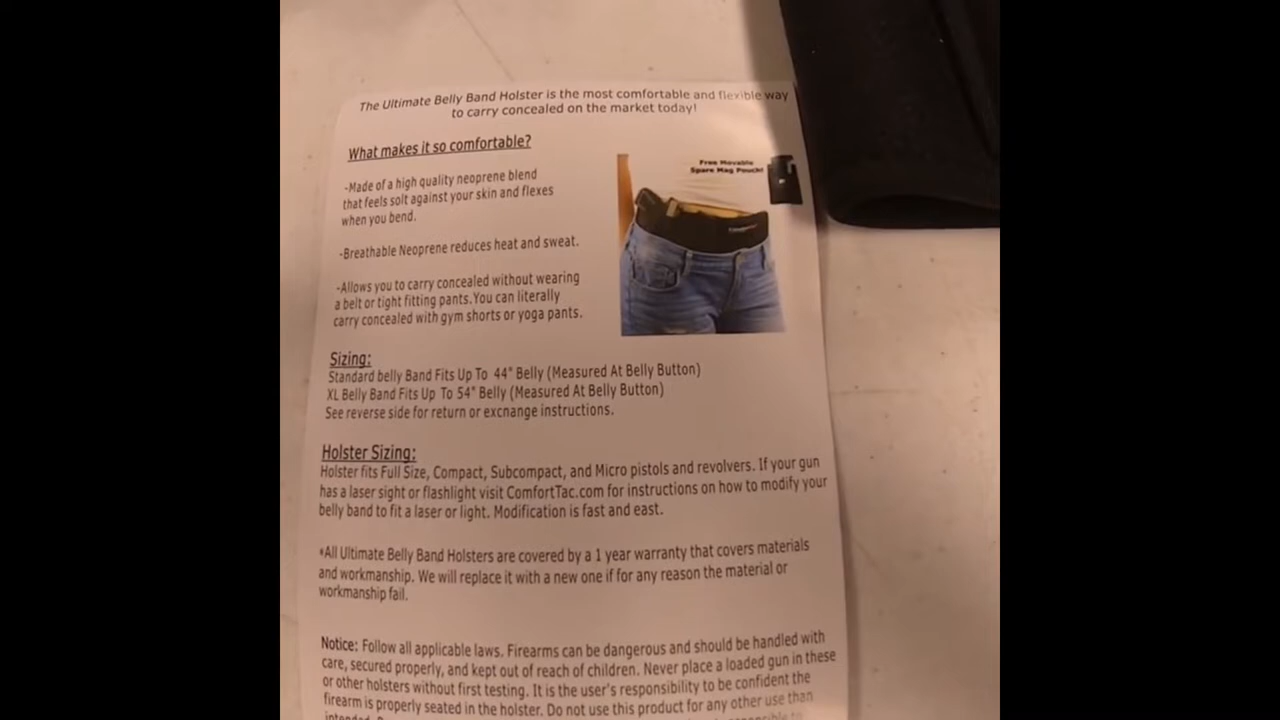 The Ultimate Belly Band Holster is the most comfortable and flexible way
to carry concealed on the market today!
What makes it so comfortable?
-Made of a high quality neoprene blend
that feels solt against your skin and flexes
when you bend.
-Breathable Neoprene reduces heat and sweat.
-Allows you to carry concealed without wearing
a belt or tight fitting pants. You can literally
carry concealed with gym shorts or yoga pants.
Free Movable
Spare Mag Pouch!
Sizing:
Standard belly Band Fits Up To 44" Belly (Measured At Belly Button)
XL Belly Band Fits Up To 54" Belly (Measured At Belly Button)
See reverse side for return or excnange instructions.
Holster Sizing:
Holster fits Full Size, Compact, Subcompact, and Micro pistols and revolvers. If your gun
has a laser sight or flashlight visit ComfortTac.com for instructions on how to modify your
belly band to fit a laser or light. Modification is fast and east.
*All Ultimate Belly Band Holsters are covered by a 1 year warranty that covers materials
and workmanship. We will replace it with a new one if for any reason the material or
workmanship fail.
Notice: Follow all applicable laws. Firearms can be dangerous and should be handled with
care, secured properly, and kept out of reach of children. Never place a loaded gun in these
or other holsters without first testing. It is the user's responsibility to be confident the
firearm is properly seated in the holster. Do not use this product for any other use than